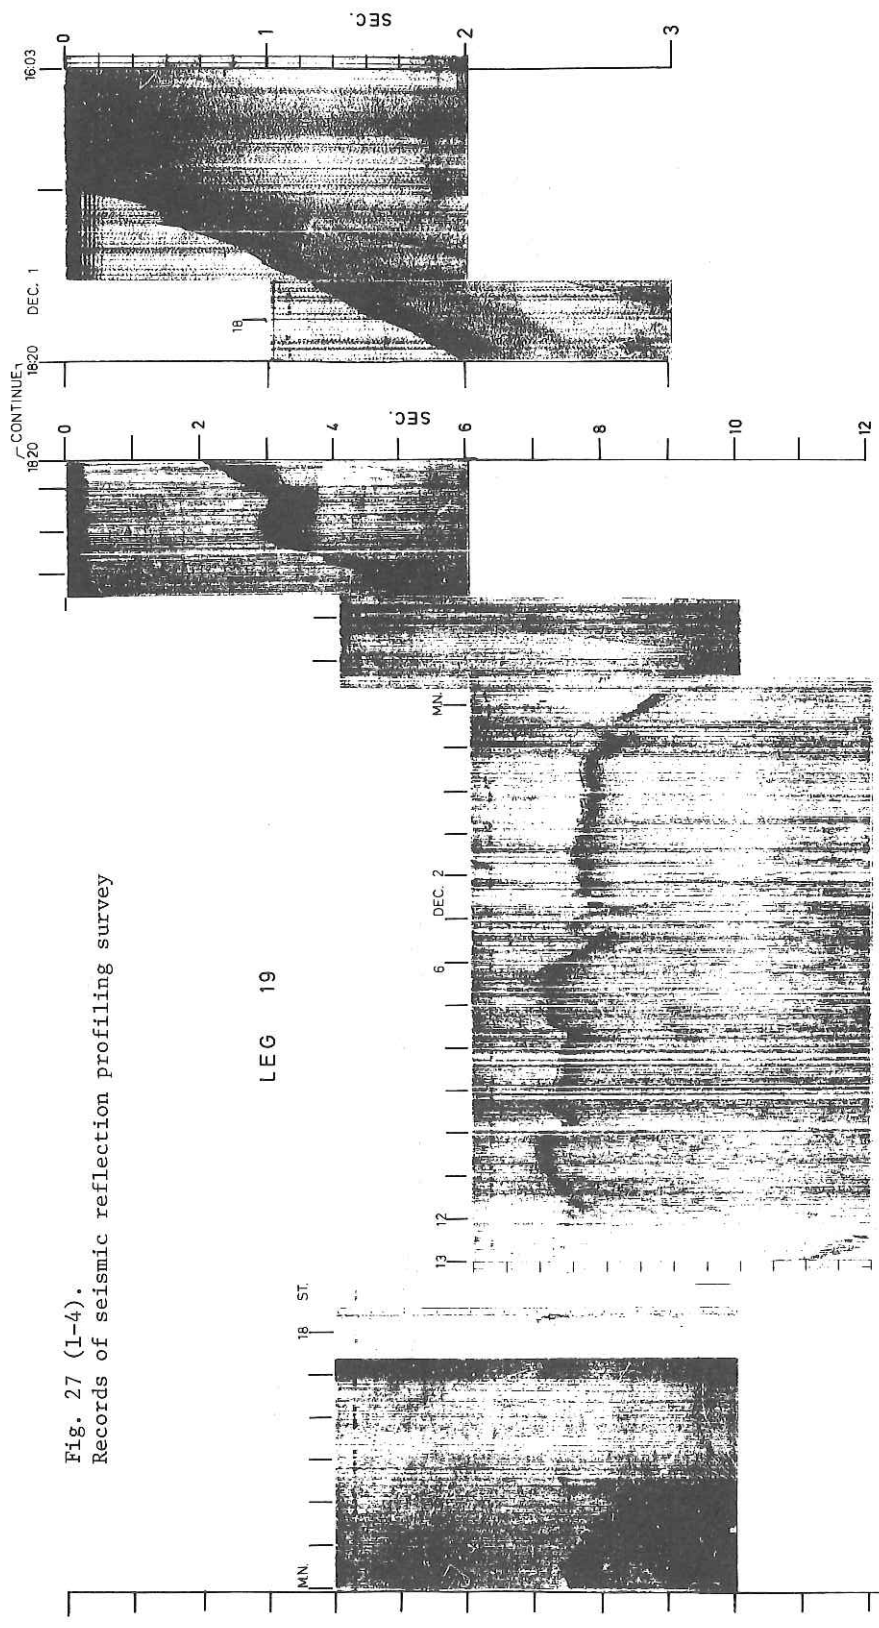 Fig. 27 (1-4).
Records of seismic reflection profiling survey
LEG 19
16:03
DEC. 1
18
18:20
0
1
2
3
SEC.
CONTINUE
18:20
0
2
4
6
8
10
12
SEC.
M.N.
DEC. 2
6
12
13
ST.
18
M.N.